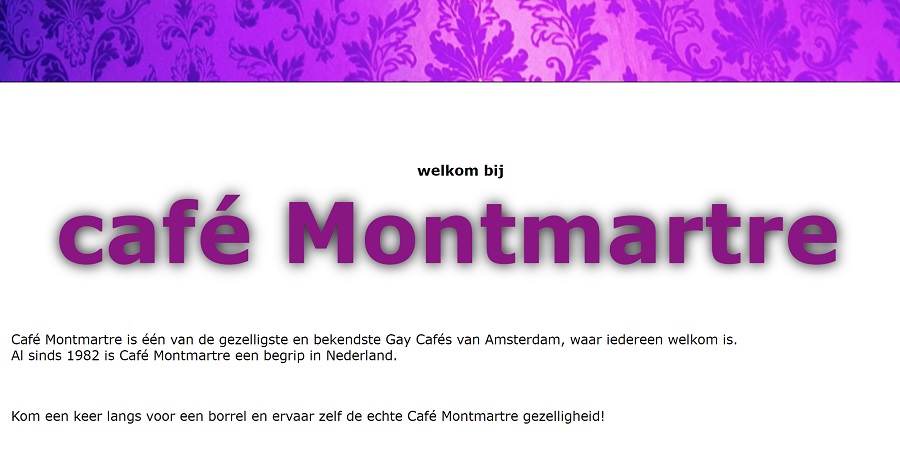 welkom bij
café Montmartre
Café Montmartre is één van de gezelligste en bekendste Gay Cafés van Amsterdam, waar iedereen welkom is.
Al sinds 1982 is Café Montmartre een begrip in Nederland.
Kom een keer langs voor een borrel en ervaar zelf de echte Café Montmartre gezelligheid!